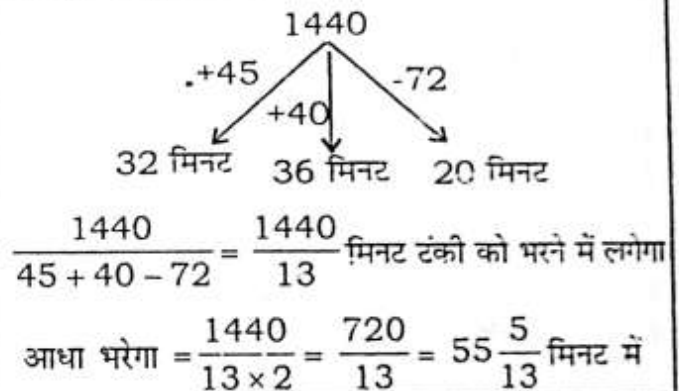 1440
.+45 +40 -72
32 मिनट 36 मिनट 20 मिनट
1440/(45 + 40 – 72) = 1440/13 मिनट टंकी को भरने में लगेगा
आधा भरेगा = 1440/(13 × 2) = 720/13 = 55 5/13 मिनट में